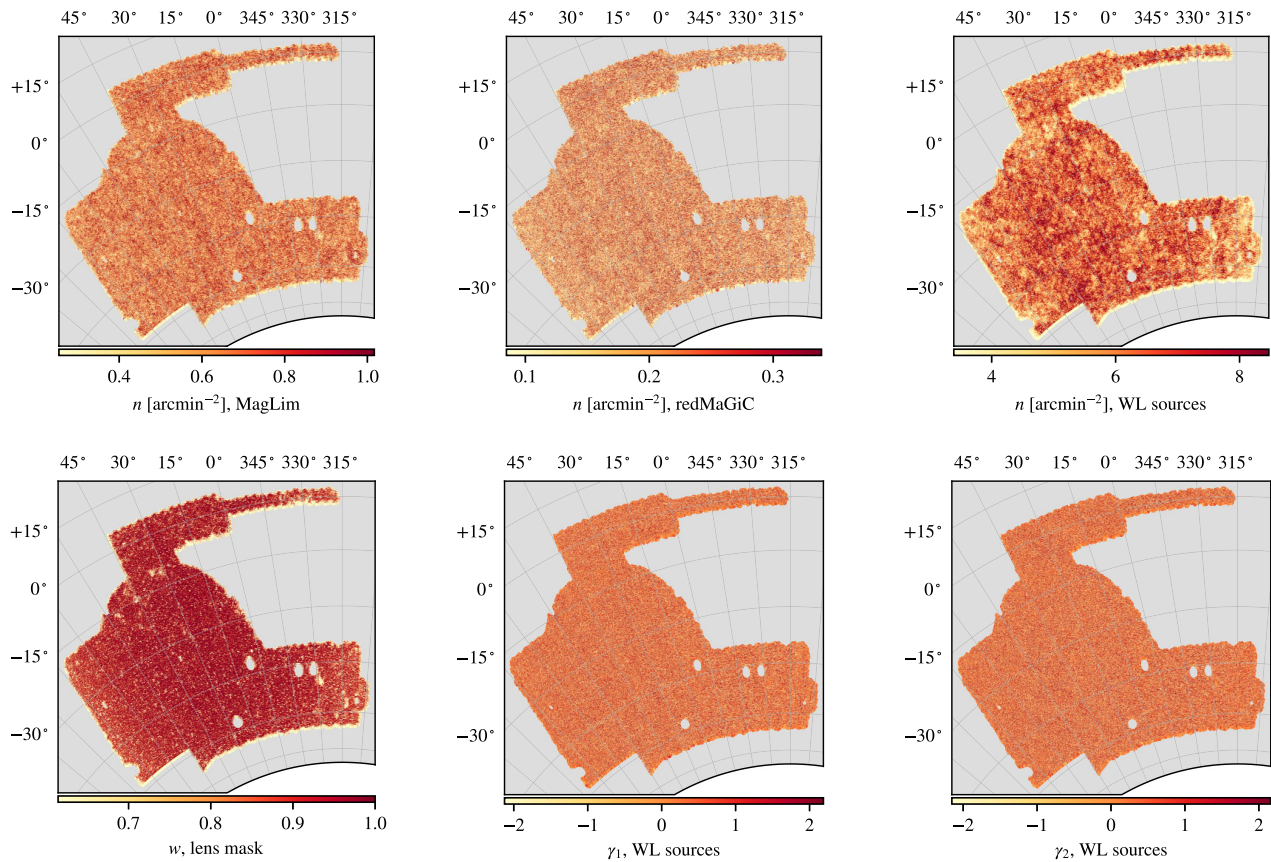 45° 30° 15° 0° 345° 330° 315°
+15°
0°
−15°
−30°
0.4 0.6 0.8 1.0
n [arcmin⁻²], MagLim
45° 30° 15° 0° 345° 330° 315°
+15°
0°
−15°
−30°
0.1 0.2 0.3
n [arcmin⁻²], redMaGiC
45° 30° 15° 0° 345° 330° 315°
+15°
0°
−15°
−30°
4 6 8
n [arcmin⁻²], WL sources
45° 30° 15° 0° 345° 330° 315°
+15°
0°
−15°
−30°
0.7 0.8 0.9 1.0
w, lens mask
45° 30° 15° 0° 345° 330° 315°
+15°
0°
−15°
−30°
−2 −1 0 1 2
γ₁, WL sources
45° 30° 15° 0° 345° 330° 315°
+15°
0°
−15°
−30°
−2 −1 0 1 2
γ₂, WL sources